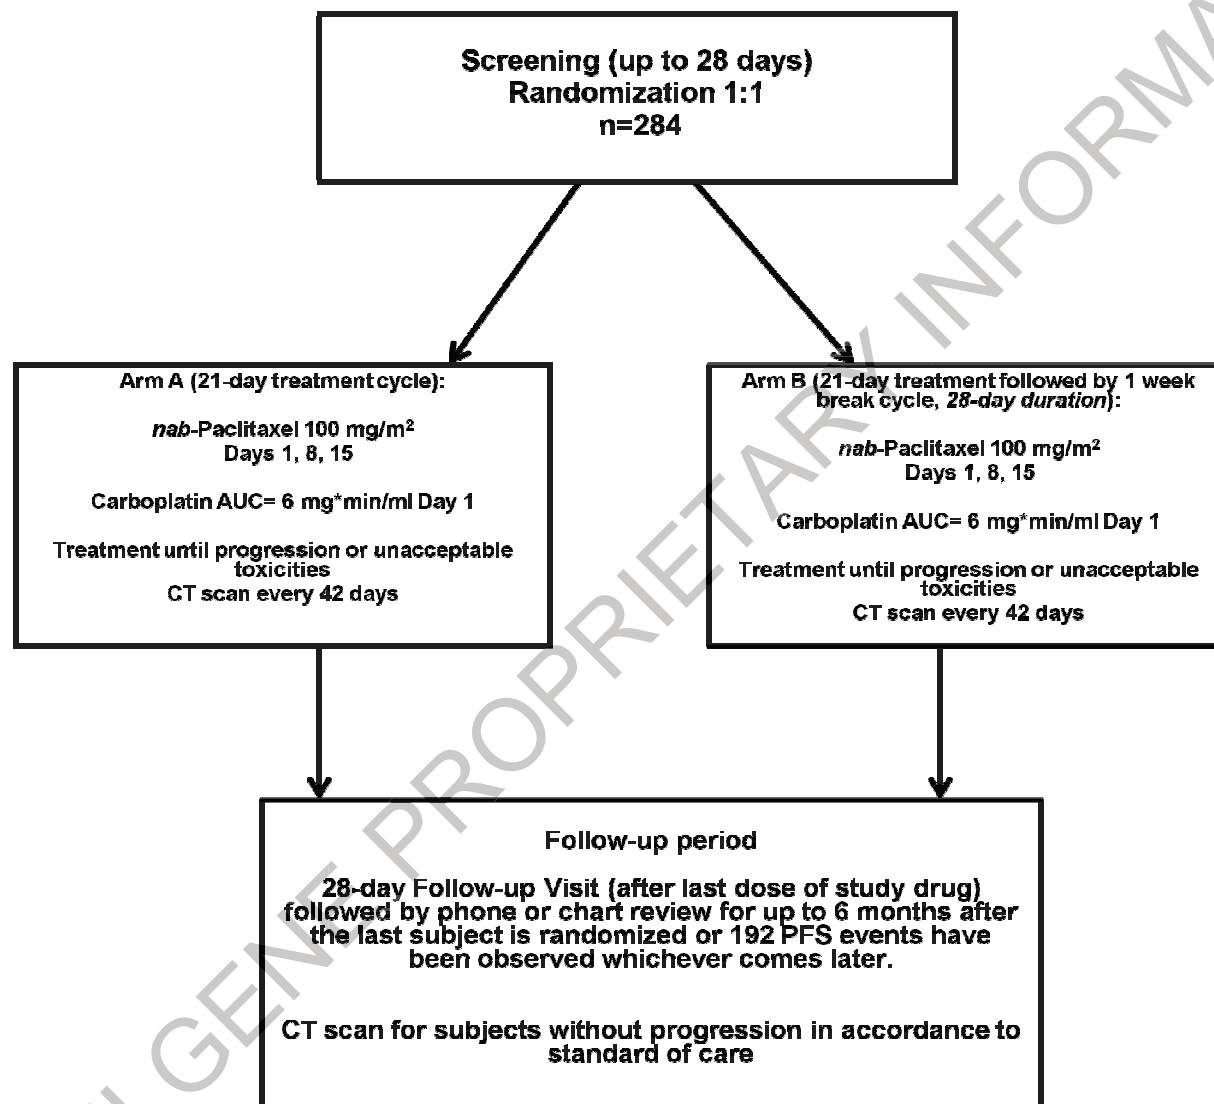 Screening (up to 28 days)
Randomization 1:1
n=284
Arm A (21-day treatment cycle):
nab-Paclitaxel 100 mg/m²
Days 1, 8, 15
Carboplatin AUC= 6 mg*min/ml Day 1
Treatment until progression or unacceptable
toxicities
CT scan every 42 days
Arm B (21-day treatment followed by 1 week
break cycle, 28-day duration):
nab-Paclitaxel 100 mg/m²
Days 1, 8, 15
Carboplatin AUC= 6 mg*min/ml Day 1
Treatment until progression or unacceptable
toxicities
CT scan every 42 days
Follow-up period
28-day Follow-up Visit (after last dose of study drug)
followed by phone or chart review for up to 6 months after
the last subject is randomized or 192 PFS events have
been observed whichever comes later.
CT scan for subjects without progression in accordance to
standard of care
GENE PROPRIETARY INFORMA